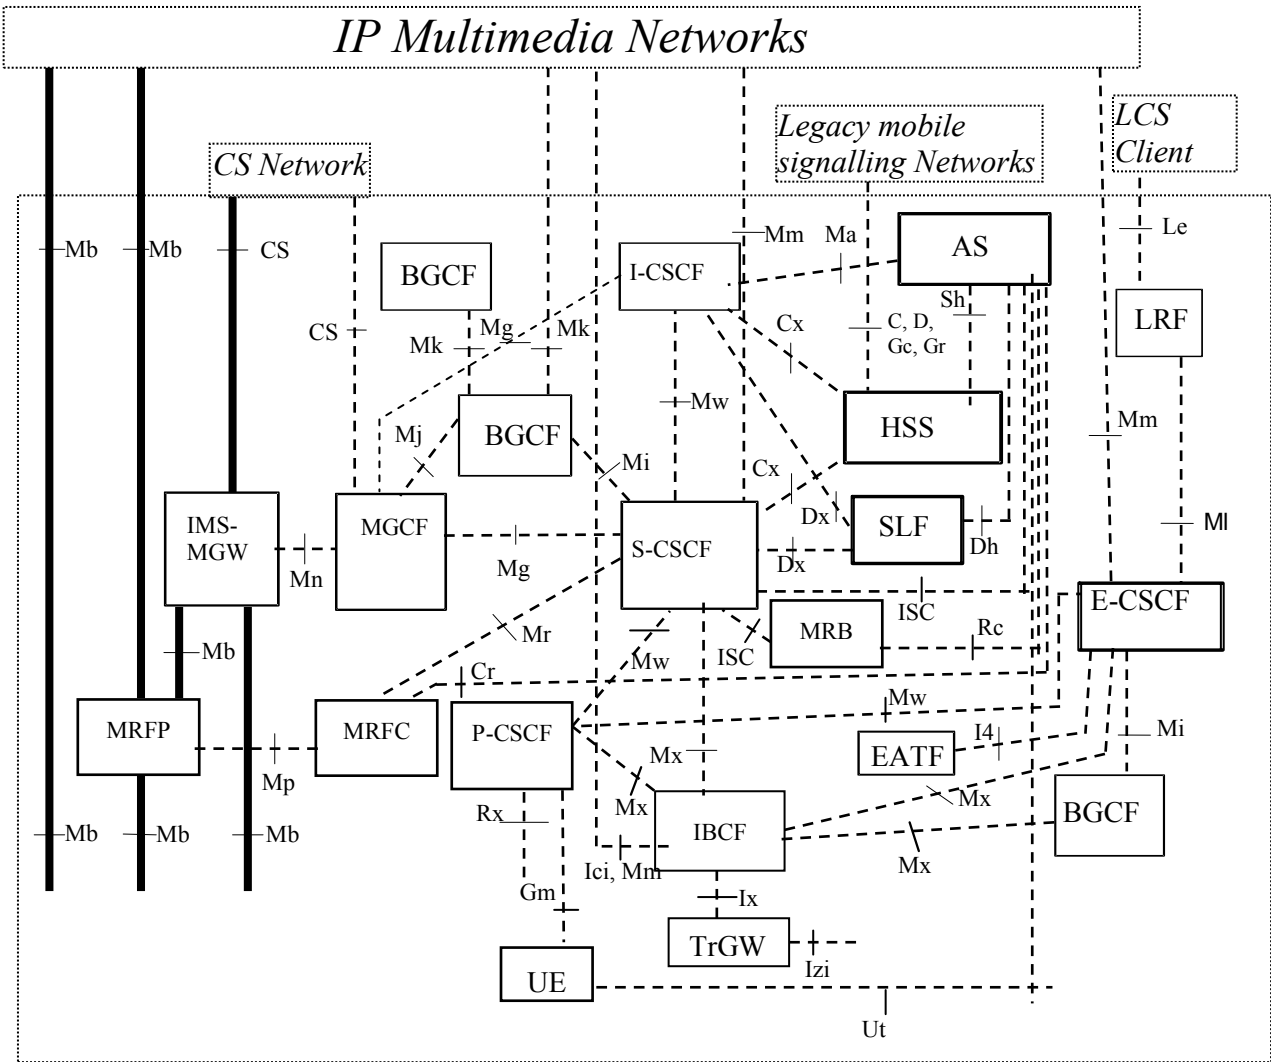 IP Multimedia Networks
Legacy mobile
signalling Networks
LCS
Client
CS Network
Mb
Mb
CS
BGCF
I-CSCF
Mm
Ma
AS
Le
Sh
LRF
CS
Mk
Mg
Mk
Cx
C, D,
Gc, Gr
Mw
HSS
Mm
Mj
BGCF
Mi
Cx
IMS-
MGW
MGCF
S-CSCF
Dx
SLF
Dh
Ml
Mn
Mg
Dx
E-CSCF
ISC
Mr
MRB
Rc
Mb
Mw
ISC
Cr
Mw
MRFP
MRFC
P-CSCF
I4
Mi
EATF
Mp
Mx
Mx
Mx
BGCF
Rx
IBCF
Mb
Mb
Mb
Mx
Ici, Mm
Gm
Ix
TrGW
Izi
UE
Ut